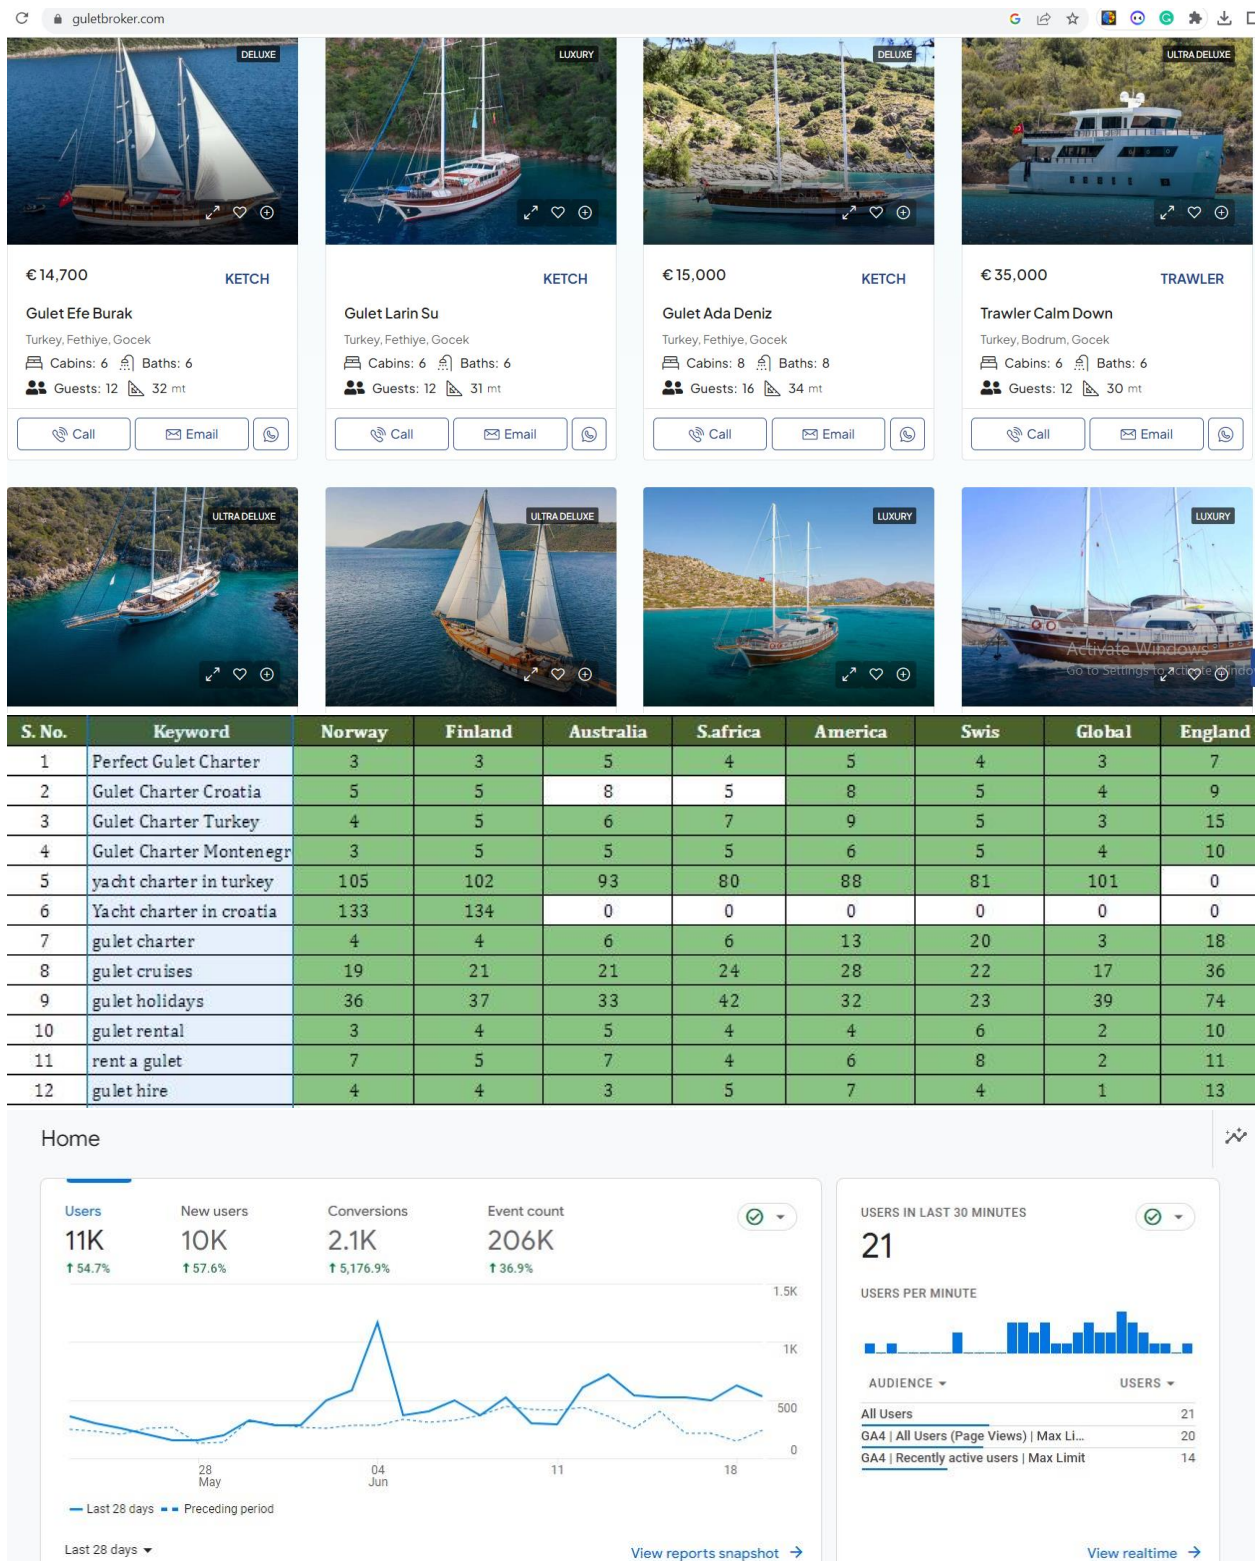 guletbroker.com
DELUXE LUXURY DELUXE ULTRA DELUXE
€ 14,700 KETCH KETCH € 15,000 KETCH € 35,000 TRAWLER
Gulet Efe Burak Gulet Larin Su Gulet Ada Deniz Trawler Calm Down
Turkey, Fethiye, Gocek Turkey, Fethiye, Gocek Turkey, Fethiye, Gocek Turkey, Bodrum, Gocek
Cabins: 6 Baths: 6 Cabins: 6 Baths: 6 Cabins: 8 Baths: 8 Cabins: 6 Baths: 6
Guests: 12 32 mt Guests: 12 31 mt Guests: 16 34 mt Guests: 12 30 mt
Call Email Call Email Call Email Call Email
ULTRA DELUXE ULTRA DELUXE LUXURY LUXURY
Activate Windows
Go to Settings to activate Windo
S. No. Keyword Norway Finland Australia S.africa America Swis Global England
1 Perfect Gulet Charter 3 3 5 4 5 4 3 7
2 Gulet Charter Croatia 5 5 8 5 8 5 4 9
3 Gulet Charter Turkey 4 5 6 7 9 5 3 15
4 Gulet Charter Montenegr 3 5 5 5 6 5 4 10
5 yacht charter in turkey 105 102 93 80 88 81 101 0
6 Yacht charter in croatia 133 134 0 0 0 0 0 0
7 gulet charter 4 4 6 6 13 20 3 18
8 gulet cruises 19 21 21 24 28 22 17 36
9 gulet holidays 36 37 33 42 32 23 39 74
10 gulet rental 3 4 5 4 4 6 2 10
11 rent a gulet 7 5 7 4 6 8 2 11
12 gulet hire 4 4 3 5 7 4 1 13
Home
Users New users Conversions Event count
11K 10K 2.1K 206K
↑ 54.7% ↑ 57.6% ↑ 5,176.9% ↑ 36.9%
1.5K
1K
500
0
28 04 11 18
May Jun
Last 28 days Preceding period
Last 28 days View reports snapshot
USERS IN LAST 30 MINUTES
21
USERS PER MINUTE
AUDIENCE USERS
All Users 21
GA4 | All Users (Page Views) | Max Li... 20
GA4 | Recently active users | Max Limit 14
View realtime